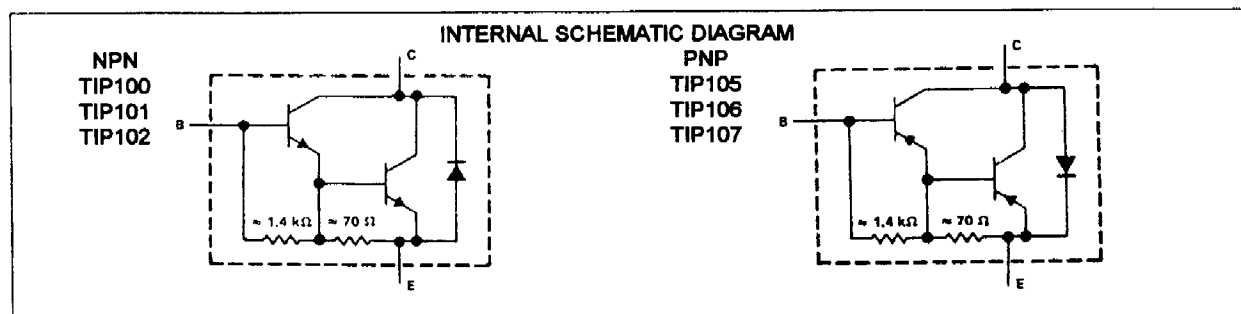 INTERNAL SCHEMATIC DIAGRAM
NPN
TIP100
TIP101
TIP102
C
B
≈ 1.4 kΩ
≈ 70 Ω
E
PNP
TIP105
TIP106
TIP107
C
B
≈ 1.4 kΩ
≈ 70 Ω
E